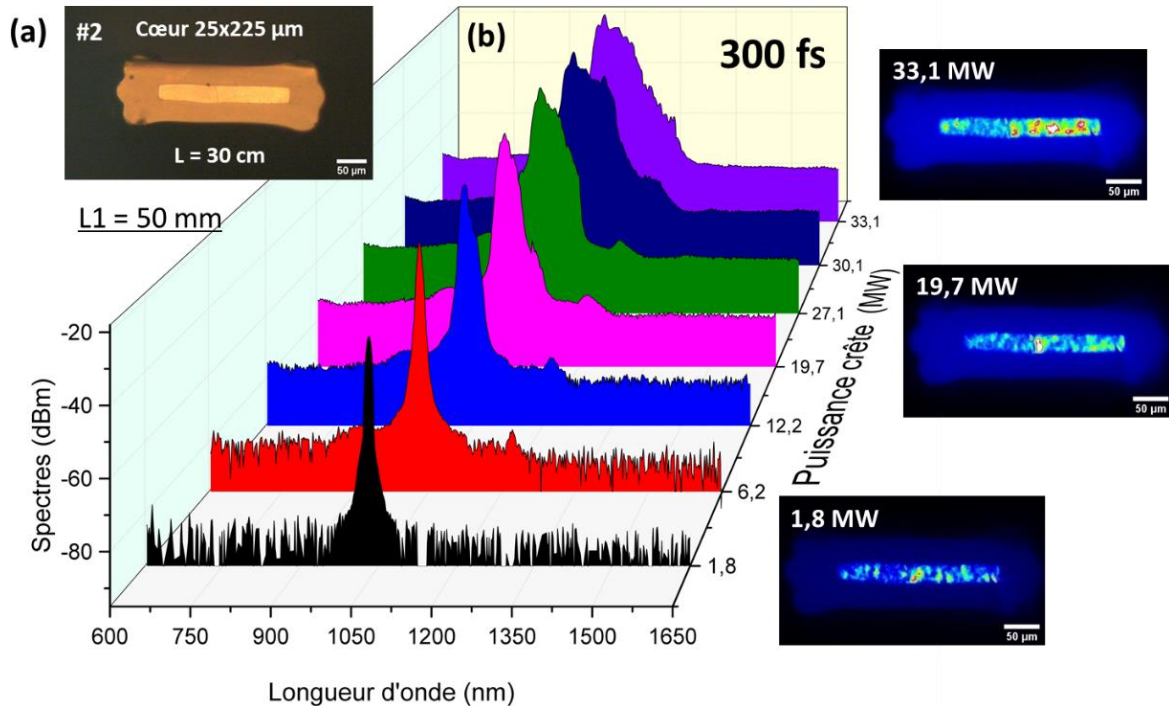 (a)
#2
Cœur 25x225 µm
L = 30 cm
50 µm
L1 = 50 mm
(b)
300 fs
33,1 MW
50 µm
19,7 MW
50 µm
1,8 MW
50 µm
Spectres (dBm)
-20
-40
-60
-80
600
750
900
1050
1200
1350
1500
1650
Longueur d'onde (nm)
33,1
30,1
27,1
19,7
12,2
6,2
1,8
Puissance crête (MW)